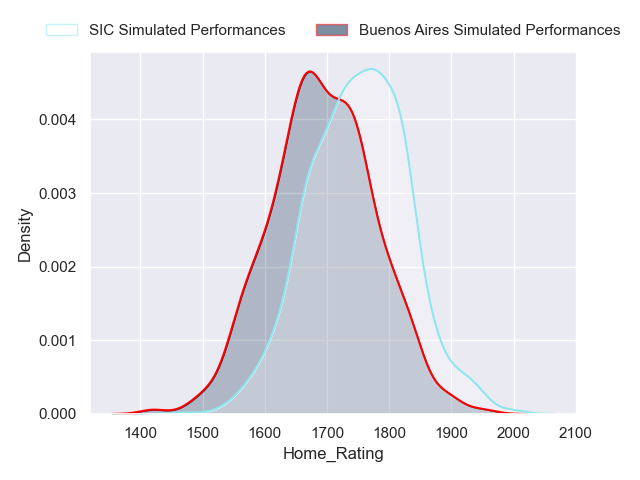 SIC Simulated Performances
Buenos Aires Simulated Performances
0.004
0.003
0.002
0.001
0.000
Density
1400 1500 1600 1700 1800 1900 2000 2100
Home_Rating